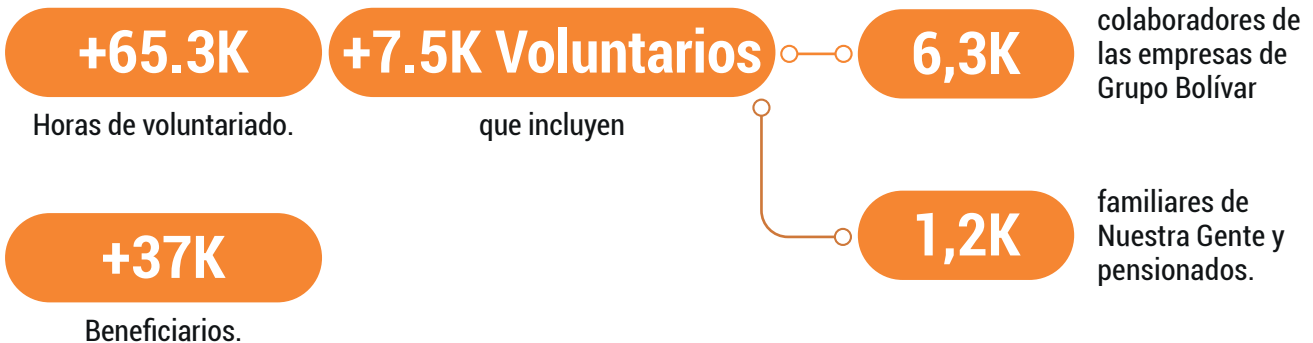 +65.3K
Horas de voluntariado.
+7.5K Voluntarios
que incluyen
6,3K
colaboradores de
las empresas de
Grupo Bolívar
1,2K
familiares de
Nuestra Gente y
pensionados.
+37K
Beneficiarios.